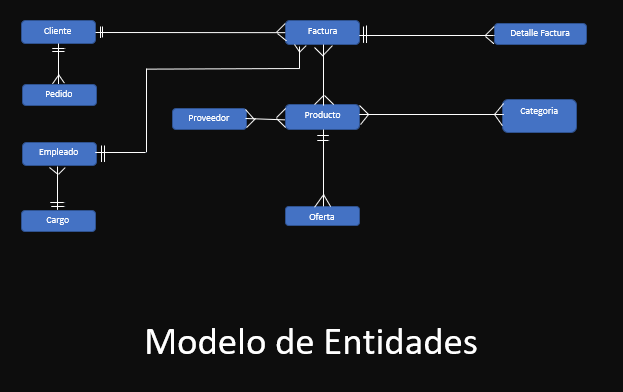 Cliente
Factura
Detalle Factura
Pedido
Proveedor
Producto
Categoria
Empleado
Cargo
Oferta
Modelo de Entidades